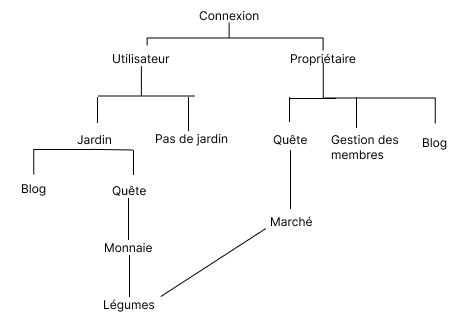 Connexion
Utilisateur
Propriétaire
Jardin
Pas de jardin
Quête
Gestion des
membres
Blog
Blog
Quête
Marché
Monnaie
Légumes